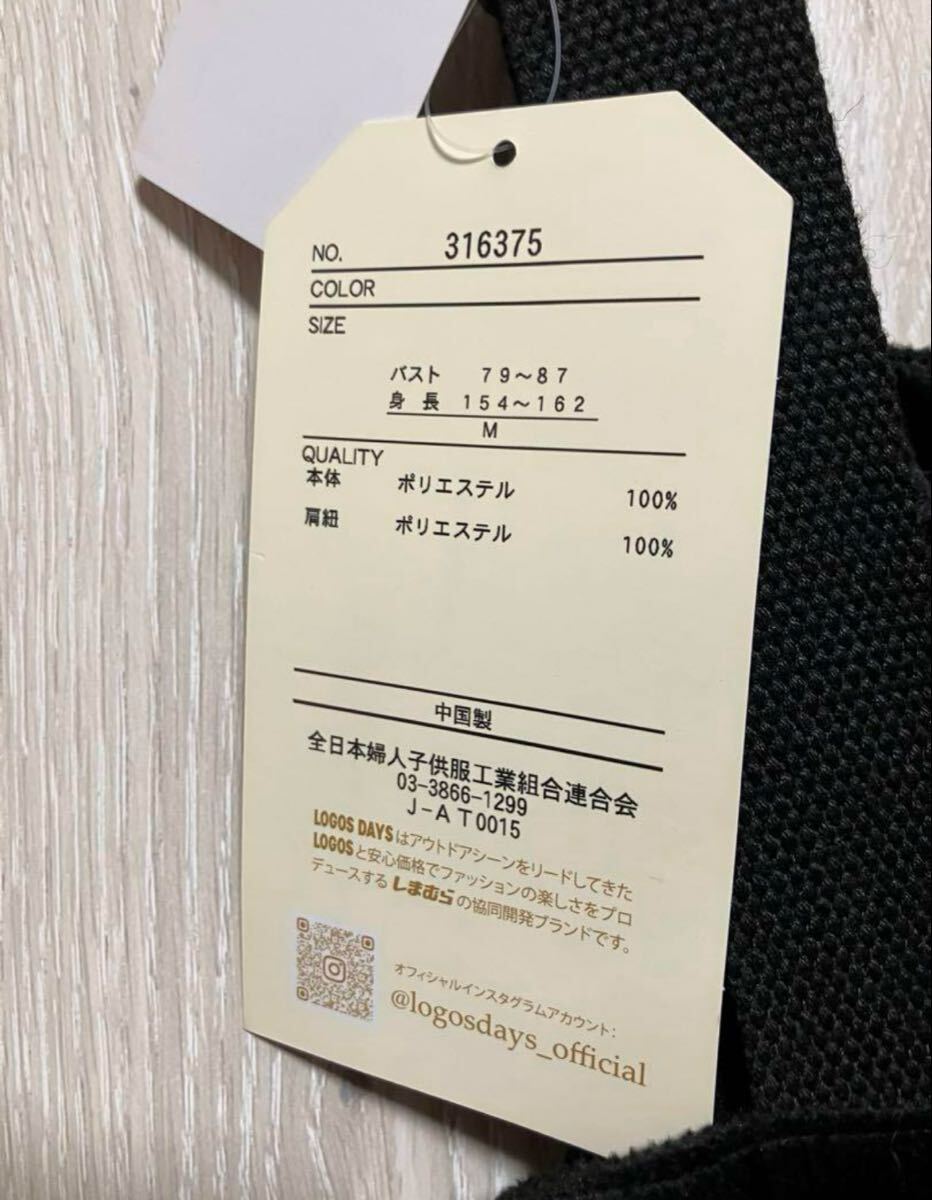 NO. 316375
COLOR
SIZE
バスト 79〜87
身長 154〜162
M
QUALITY
本体 ポリエステル 100%
肩紐 ポリエステル 100%
中国製
全日本婦人子供服工業組合連合会
03-3866-1299
J-AT0015
LOGOS DAYSはアウトドアシーンをリードしてきた
LOGOSと安心価格でファッションの楽しさをプロ
デュースする しまむら の協同開発ブランドです。
オフィシャルインスタグラムアカウント:
@logosdays_official